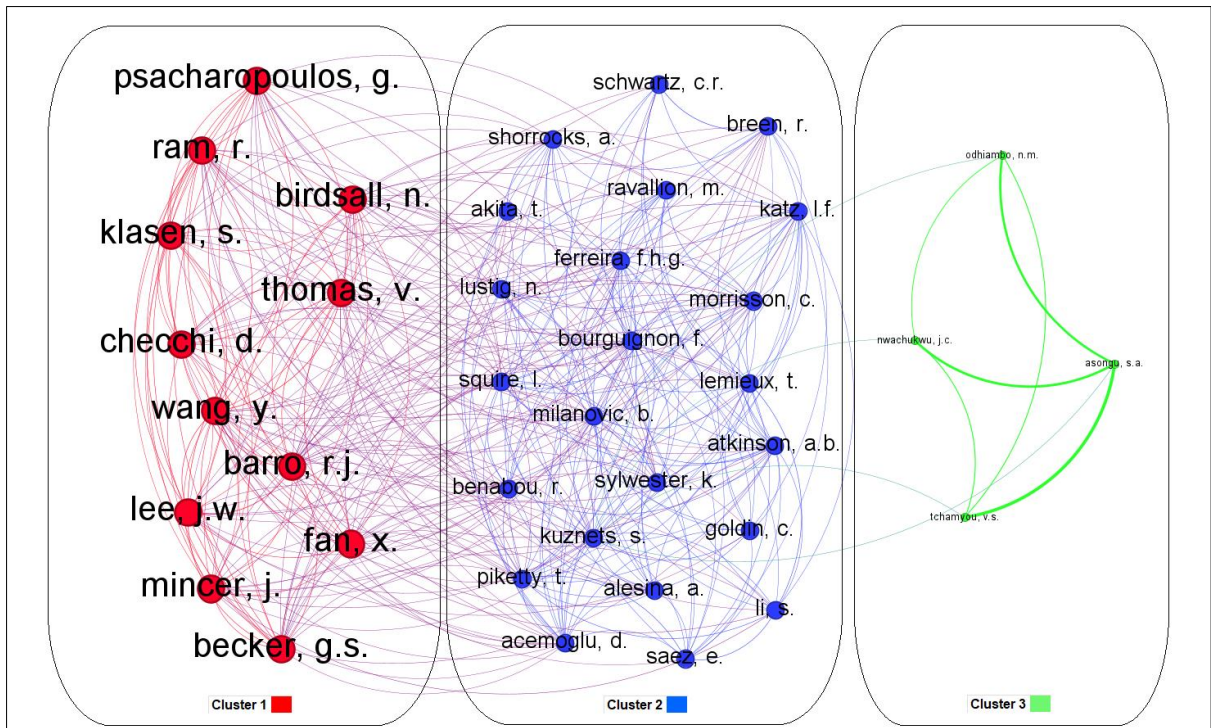 psacharopoulos, g.
ram, r.
birdsall, n.
klasen, s.
thomas, v.
checchi, d.
wang, y.
barro, r.j.
lee, j.w.
fan, x.
mincer, j.
becker, g.s.
Cluster 1
schwartz, c.r.
breen, r.
shorrooks, a.
ravallion, m.
akita, t.
katz, l.f.
ferreira, f.h.g.
lustig, n.
morrisson, c.
bourguignon, f.
squire, l.
lemieux, t.
milanovic, b.
atkinson, a.b.
sylwester, k.
benabou, r.
goldin, c.
kuznets, s.
piketty, t.
alesina, a.
li, s.
acemoglu, d.
saez, e.
Cluster 2
odhiambo, n.m.
nwachukwu, j.c.
asongu, s.a.
tchamyou, v.s.
Cluster 3